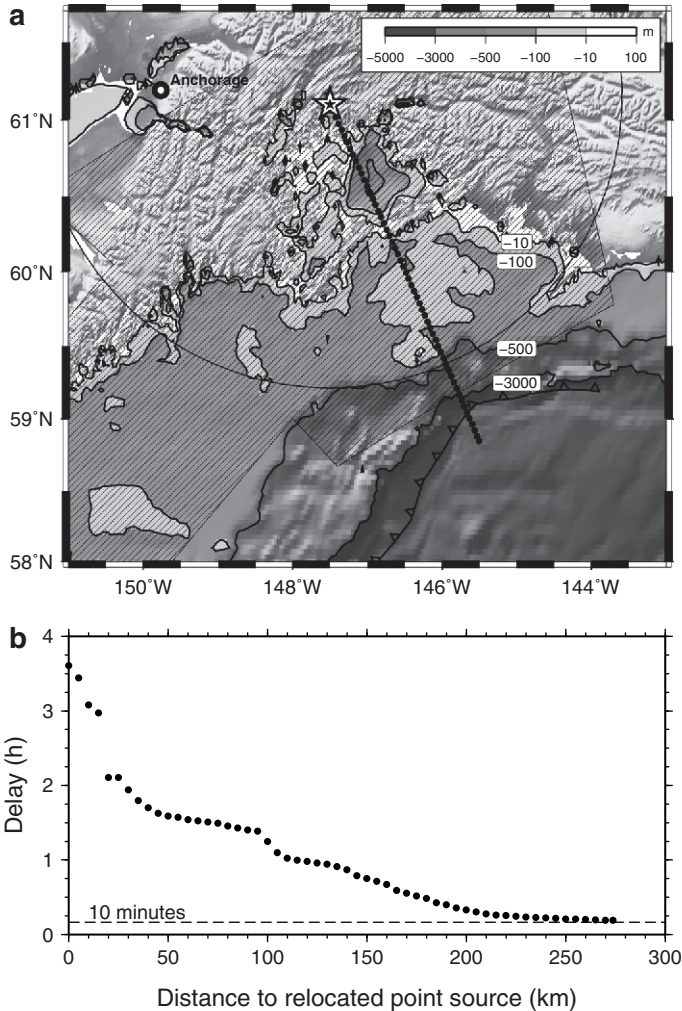 a
m
−5000 −3000 −500 −100 −10 100
Anchorage
61˚N
60˚N
59˚N
58˚N
−10
−100
−500
−3000
150˚W 148˚W 146˚W 144˚W
b
4
3
2
1
0
Delay (h)
10 minutes
0 50 100 150 200 250 300
Distance to relocated point source (km)